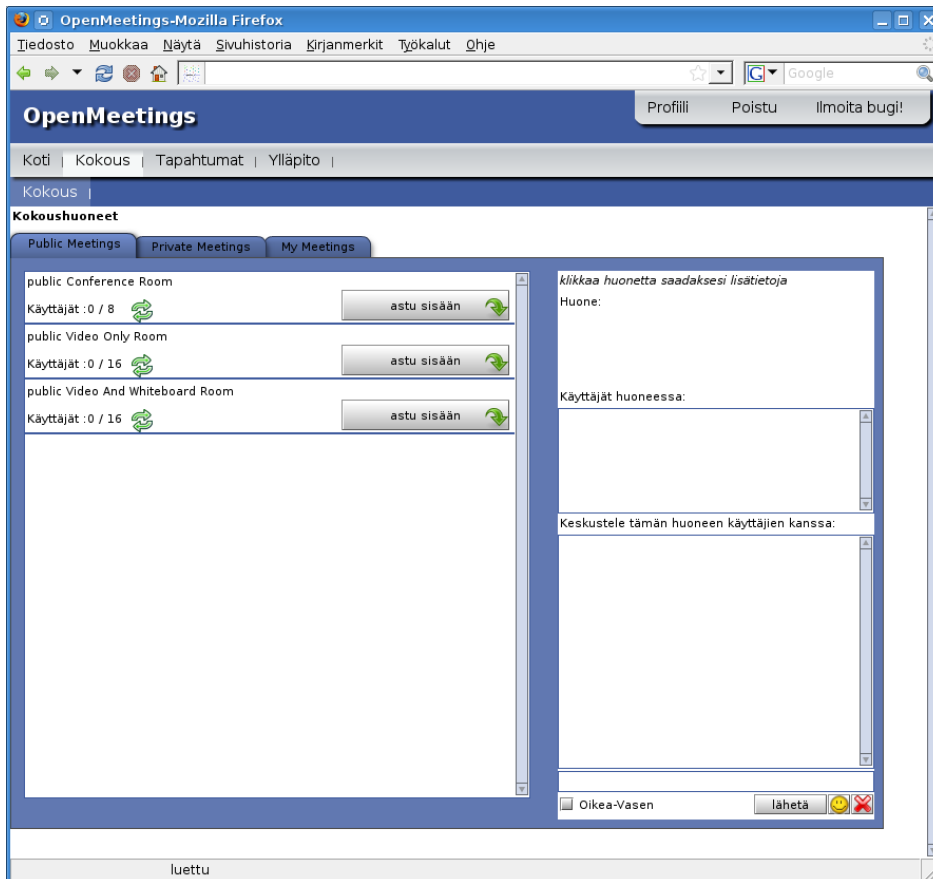 OpenMeetings-Mozilla Firefox
Tiedosto Muokkaa Näytä Sivuhistoria Kirjanmerkit Työkalut Ohje
G Google
OpenMeetings
Profiili Poistu Ilmoita bugi!
Koti | Kokous | Tapahtumat | Ylläpito |
Kokous |
Kokoushuoneet
Public Meetings Private Meetings My Meetings
public Conference Room
Käyttäjät :0 / 8
astu sisään
public Video Only Room
Käyttäjät :0 / 16
astu sisään
public Video And Whiteboard Room
Käyttäjät :0 / 16
astu sisään
klikkaa huonetta saadaksesi lisätietoja
Huone:
Käyttäjät huoneessa:
Keskustele tämän huoneen käyttäjien kanssa:
Oikea-Vasen
lähetä
luettu